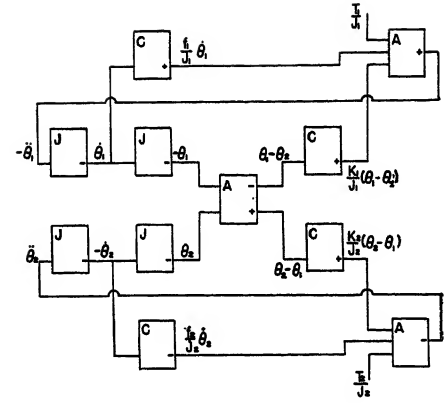 T₁/J₁
C
f₁/J₁ θ̇₁
+
A
+
-θ̈₁
J
−
θ̇₁
J
−
-θ₁
A
−
+
θ₁-θ₂
C
+
K₁/J₁(θ₁-θ₂)
θ̈₂
J
−
-θ̇₂
J
−
θ₂
θ₂-θ₁
C
+
K₂/J₂(θ₂-θ₁)
C
−
f₂/J₂ θ̇₂
A
−
T₂/J₂